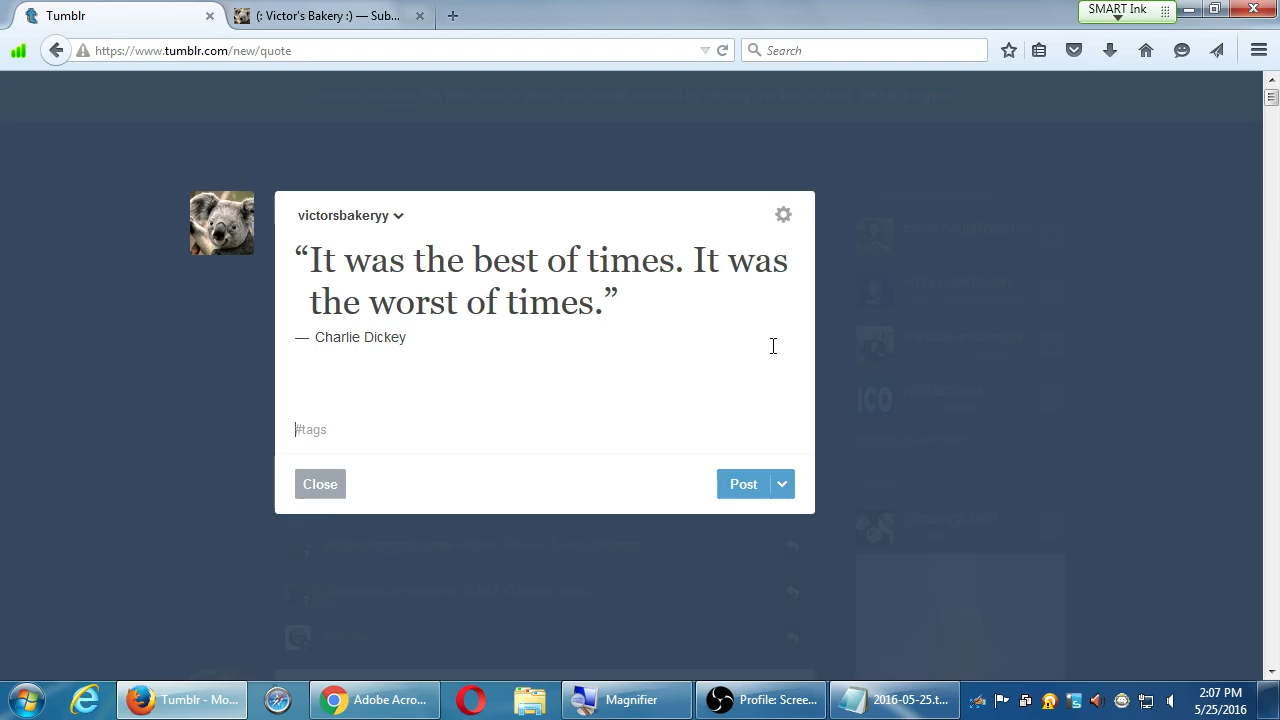 Tumblr
(: Victor's Bakery :) — Sub...
SMART Ink
https://www.tumblr.com/new/quote
Search
victorsbakeryy
“It was the best of times. It was
the worst of times.”
— Charlie Dickey
#tags
Close
Post
ICO
Tumblr - Mo...
Adobe Acro...
Magnifier
Profile: Scree...
2016-05-25.t...
2:07 PM
5/25/2016